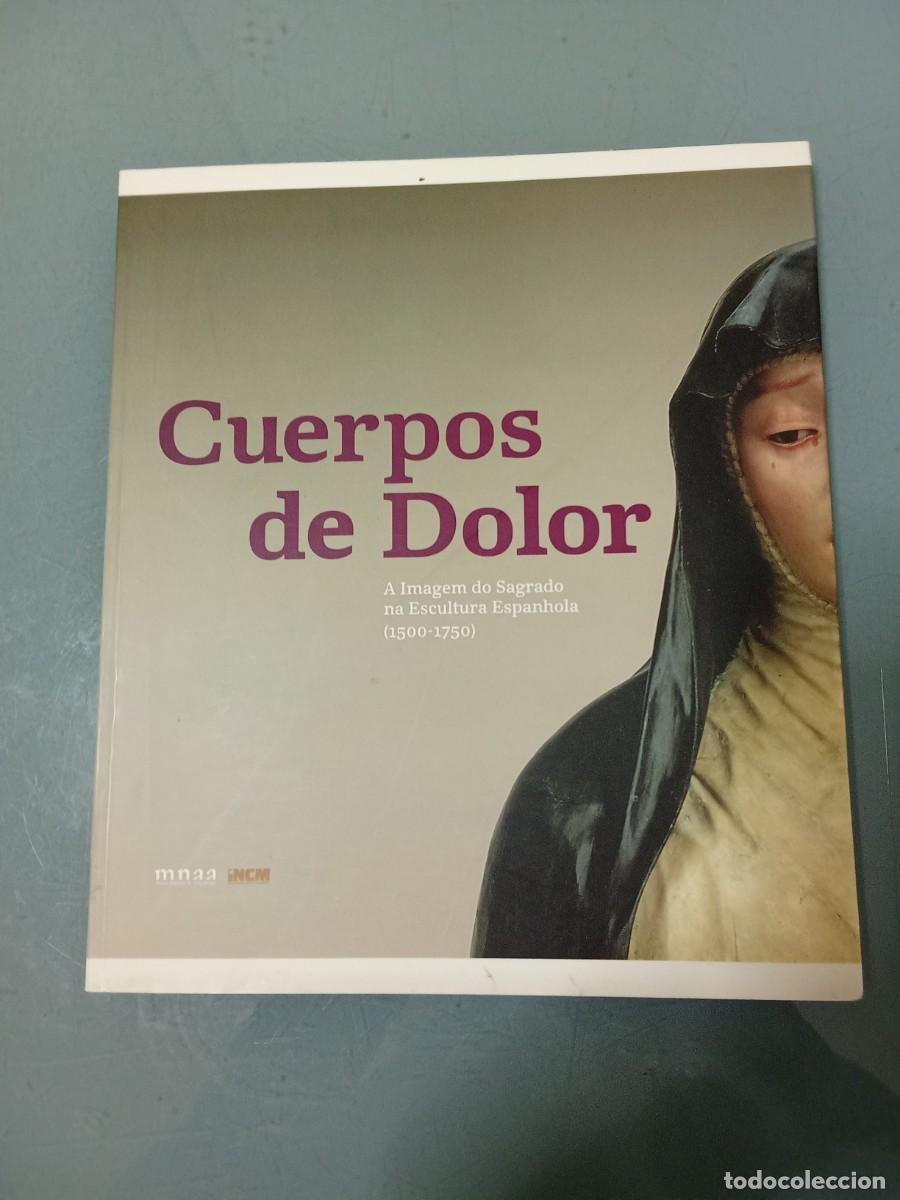 Cuerpos
de Dolor
A Imagem do Sagrado
na Escultura Espanhola
(1500-1750)
mnaa iNCM
todocoleccion